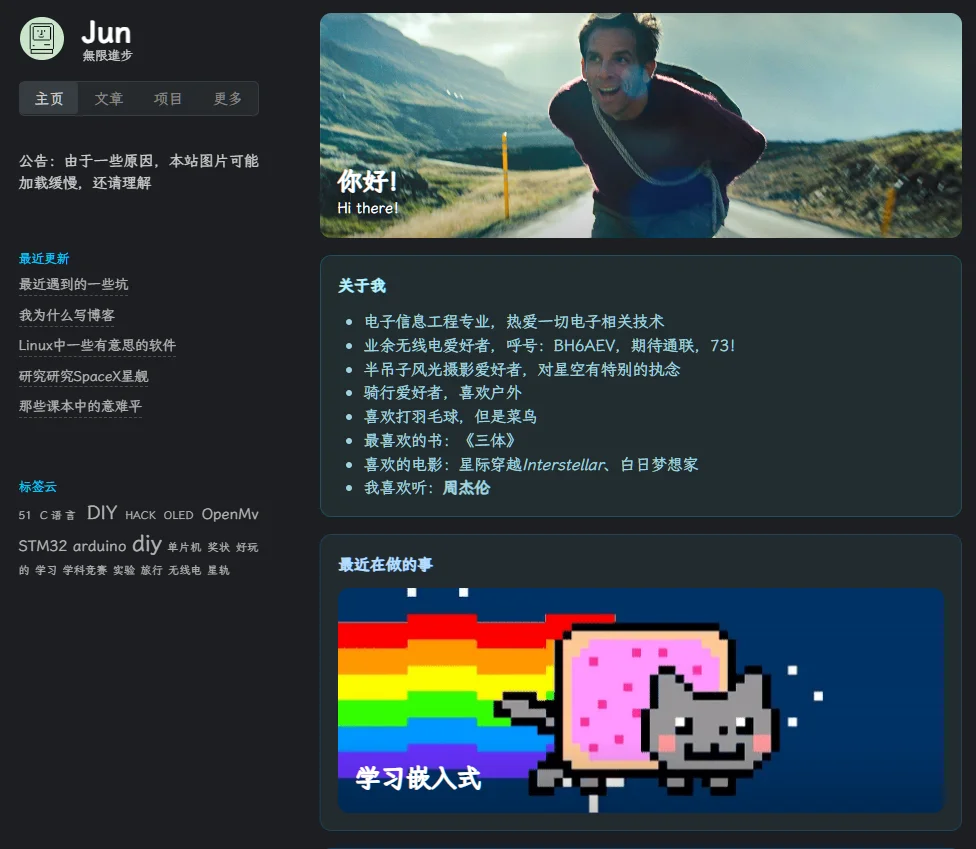 Jun
無限進步
主页 文章 项目 更多
公告：由于一些原因，本站图片可能
加载缓慢，还请理解
最近更新
最近遇到的一些坑
我为什么写博客
Linux中一些有意思的软件
研究研究SpaceX星舰
那些课本中的意难平
标签云
51 C语言 DIY HACK OLED OpenMv
STM32 arduino diy 单片机 奖状 好玩
的 学习 学科竞赛 实验 旅行 无线电 星轨
你好!
Hi there!
关于我
电子信息工程专业，热爱一切电子相关技术
业余无线电爱好者，呼号：BH6AEV，期待通联，73!
半吊子风光摄影爱好者，对星空有特别的执念
骑行爱好者，喜欢户外
喜欢打羽毛球，但是菜鸟
最喜欢的书：《三体》
喜欢的电影：星际穿越Interstellar、白日梦想家
我喜欢听：周杰伦
最近在做的事
学习嵌入式